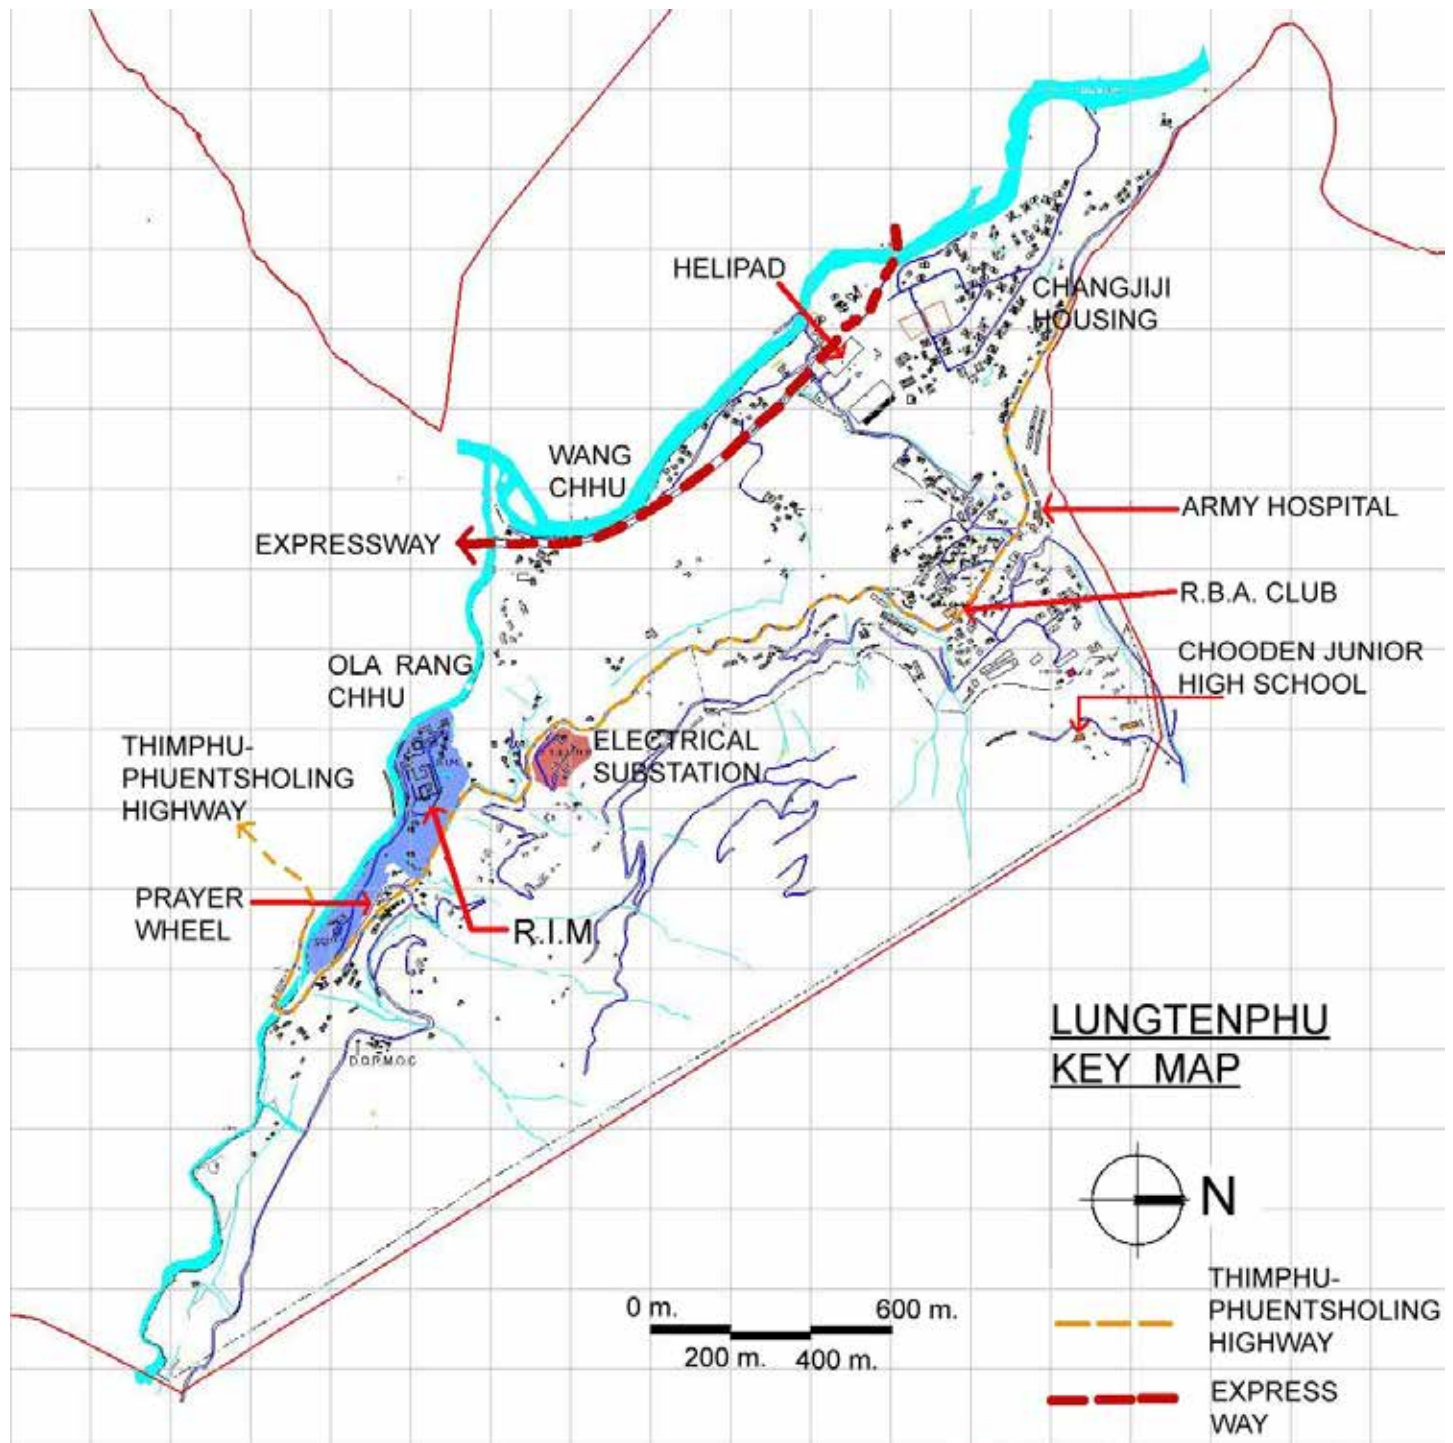 HELIPAD
CHANGJIJI
HOUSING
WANG
CHHU
ARMY HOSPITAL
EXPRESSWAY
R.B.A. CLUB
CHOODEN JUNIOR
HIGH SCHOOL
OLA RANG
CHHU
THIMPHU-
PHUENTSHOLING
HIGHWAY
ELECTRICAL
SUBSTATION
PRAYER
WHEEL
R.I.M.
D.O.P.M.O.C
LUNGTENPHU
KEY MAP
N
0 m.
600 m.
200 m.
400 m.
THIMPHU-
PHUENTSHOLING
HIGHWAY
EXPRESS
WAY